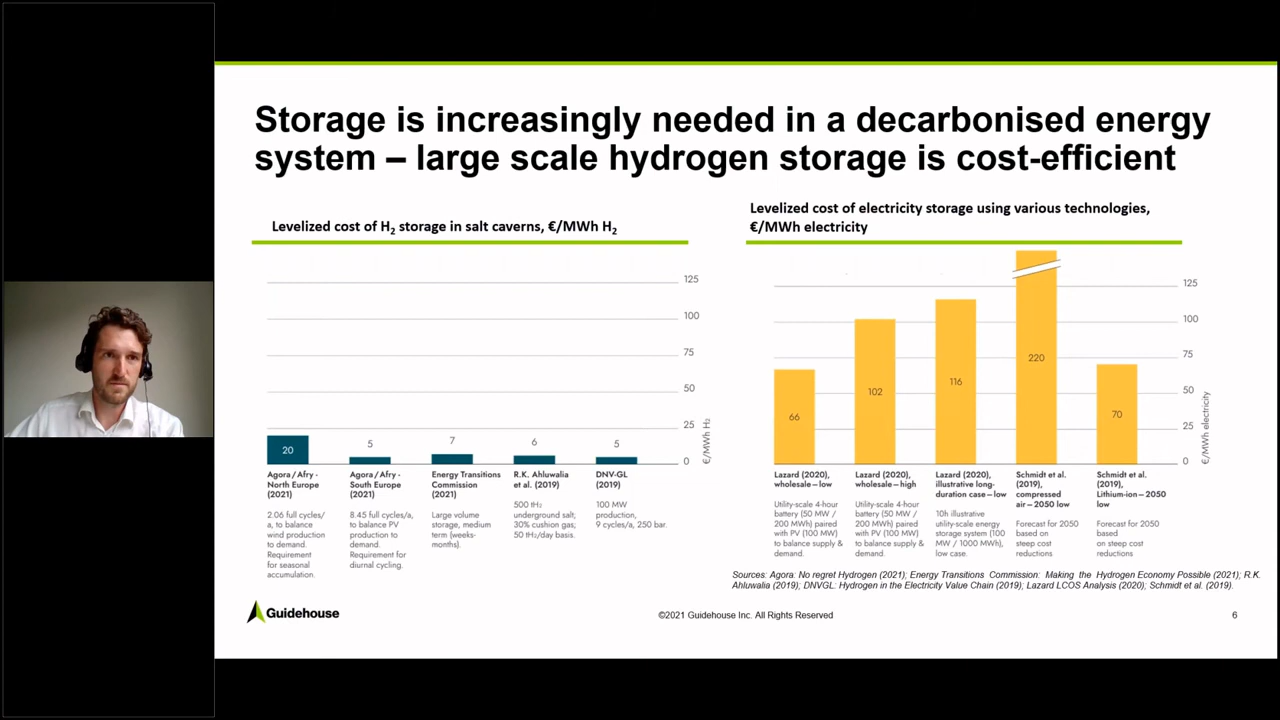 Storage is increasingly needed in a decarbonised energy
system – large scale hydrogen storage is cost-efficient
Levelized cost of H₂ storage in salt caverns, €/MWh H₂
125
100
75
50
25
0
€/MWh H₂
20
5
7
6
5
Agora / Afry -
North Europe
(2021)
2.06 full cycles/
a, to balance
wind production
to demand.
Requirement
for seasonal
accumulation.
Agora / Afry -
South Europe
(2021)
8.45 full cycles/a,
to balance PV
production to
demand.
Requirement for
diurnal cycling.
Energy Transitions
Commission
(2021)
Large volume
storage, medium
term (weeks-
months).
R.K. Ahluwalia
et al. (2019)
500 tH₂
underground salt;
30% cushion gas;
50 tH₂/day basis.
DNV-GL
(2019)
100 MW
production,
9 cycles/a, 250 bar.
Levelized cost of electricity storage using various technologies,
€/MWh electricity
125
100
75
50
25
0
€/MWh electricity
66
102
116
220
70
Lazard (2020),
wholesale – low
Utility-scale 4-hour
battery (50 MW /
200 MWh) paired
with PV (100 MW)
to balance supply &
demand.
Lazard (2020),
wholesale – high
Utility-scale 4-hour
battery (50 MW /
200 MWh) paired
with PV (100 MW)
to balance supply &
demand.
Lazard (2020),
illustrative long-
duration case – low
10h illustrative
utility-scale energy
storage system (100
MW / 1000 MWh),
low case.
Schmidt et al.
(2019),
compressed
air – 2050 low
Forecast for 2050
based on
steep cost
reductions
Schmidt et al.
(2019),
Lithium-ion – 2050
low
Forecast for 2050
based
on steep cost
reductions
Sources: Agora: No regret Hydrogen (2021); Energy Transitions Commission: Making the Hydrogen Economy Possible (2021); R.K.
Ahluwalia (2019); DNVGL: Hydrogen in the Electricity Value Chain (2019); Lazard LCOS Analysis (2020); Schmidt et al. (2019).
Guidehouse
©2021 Guidehouse Inc. All Rights Reserved
6